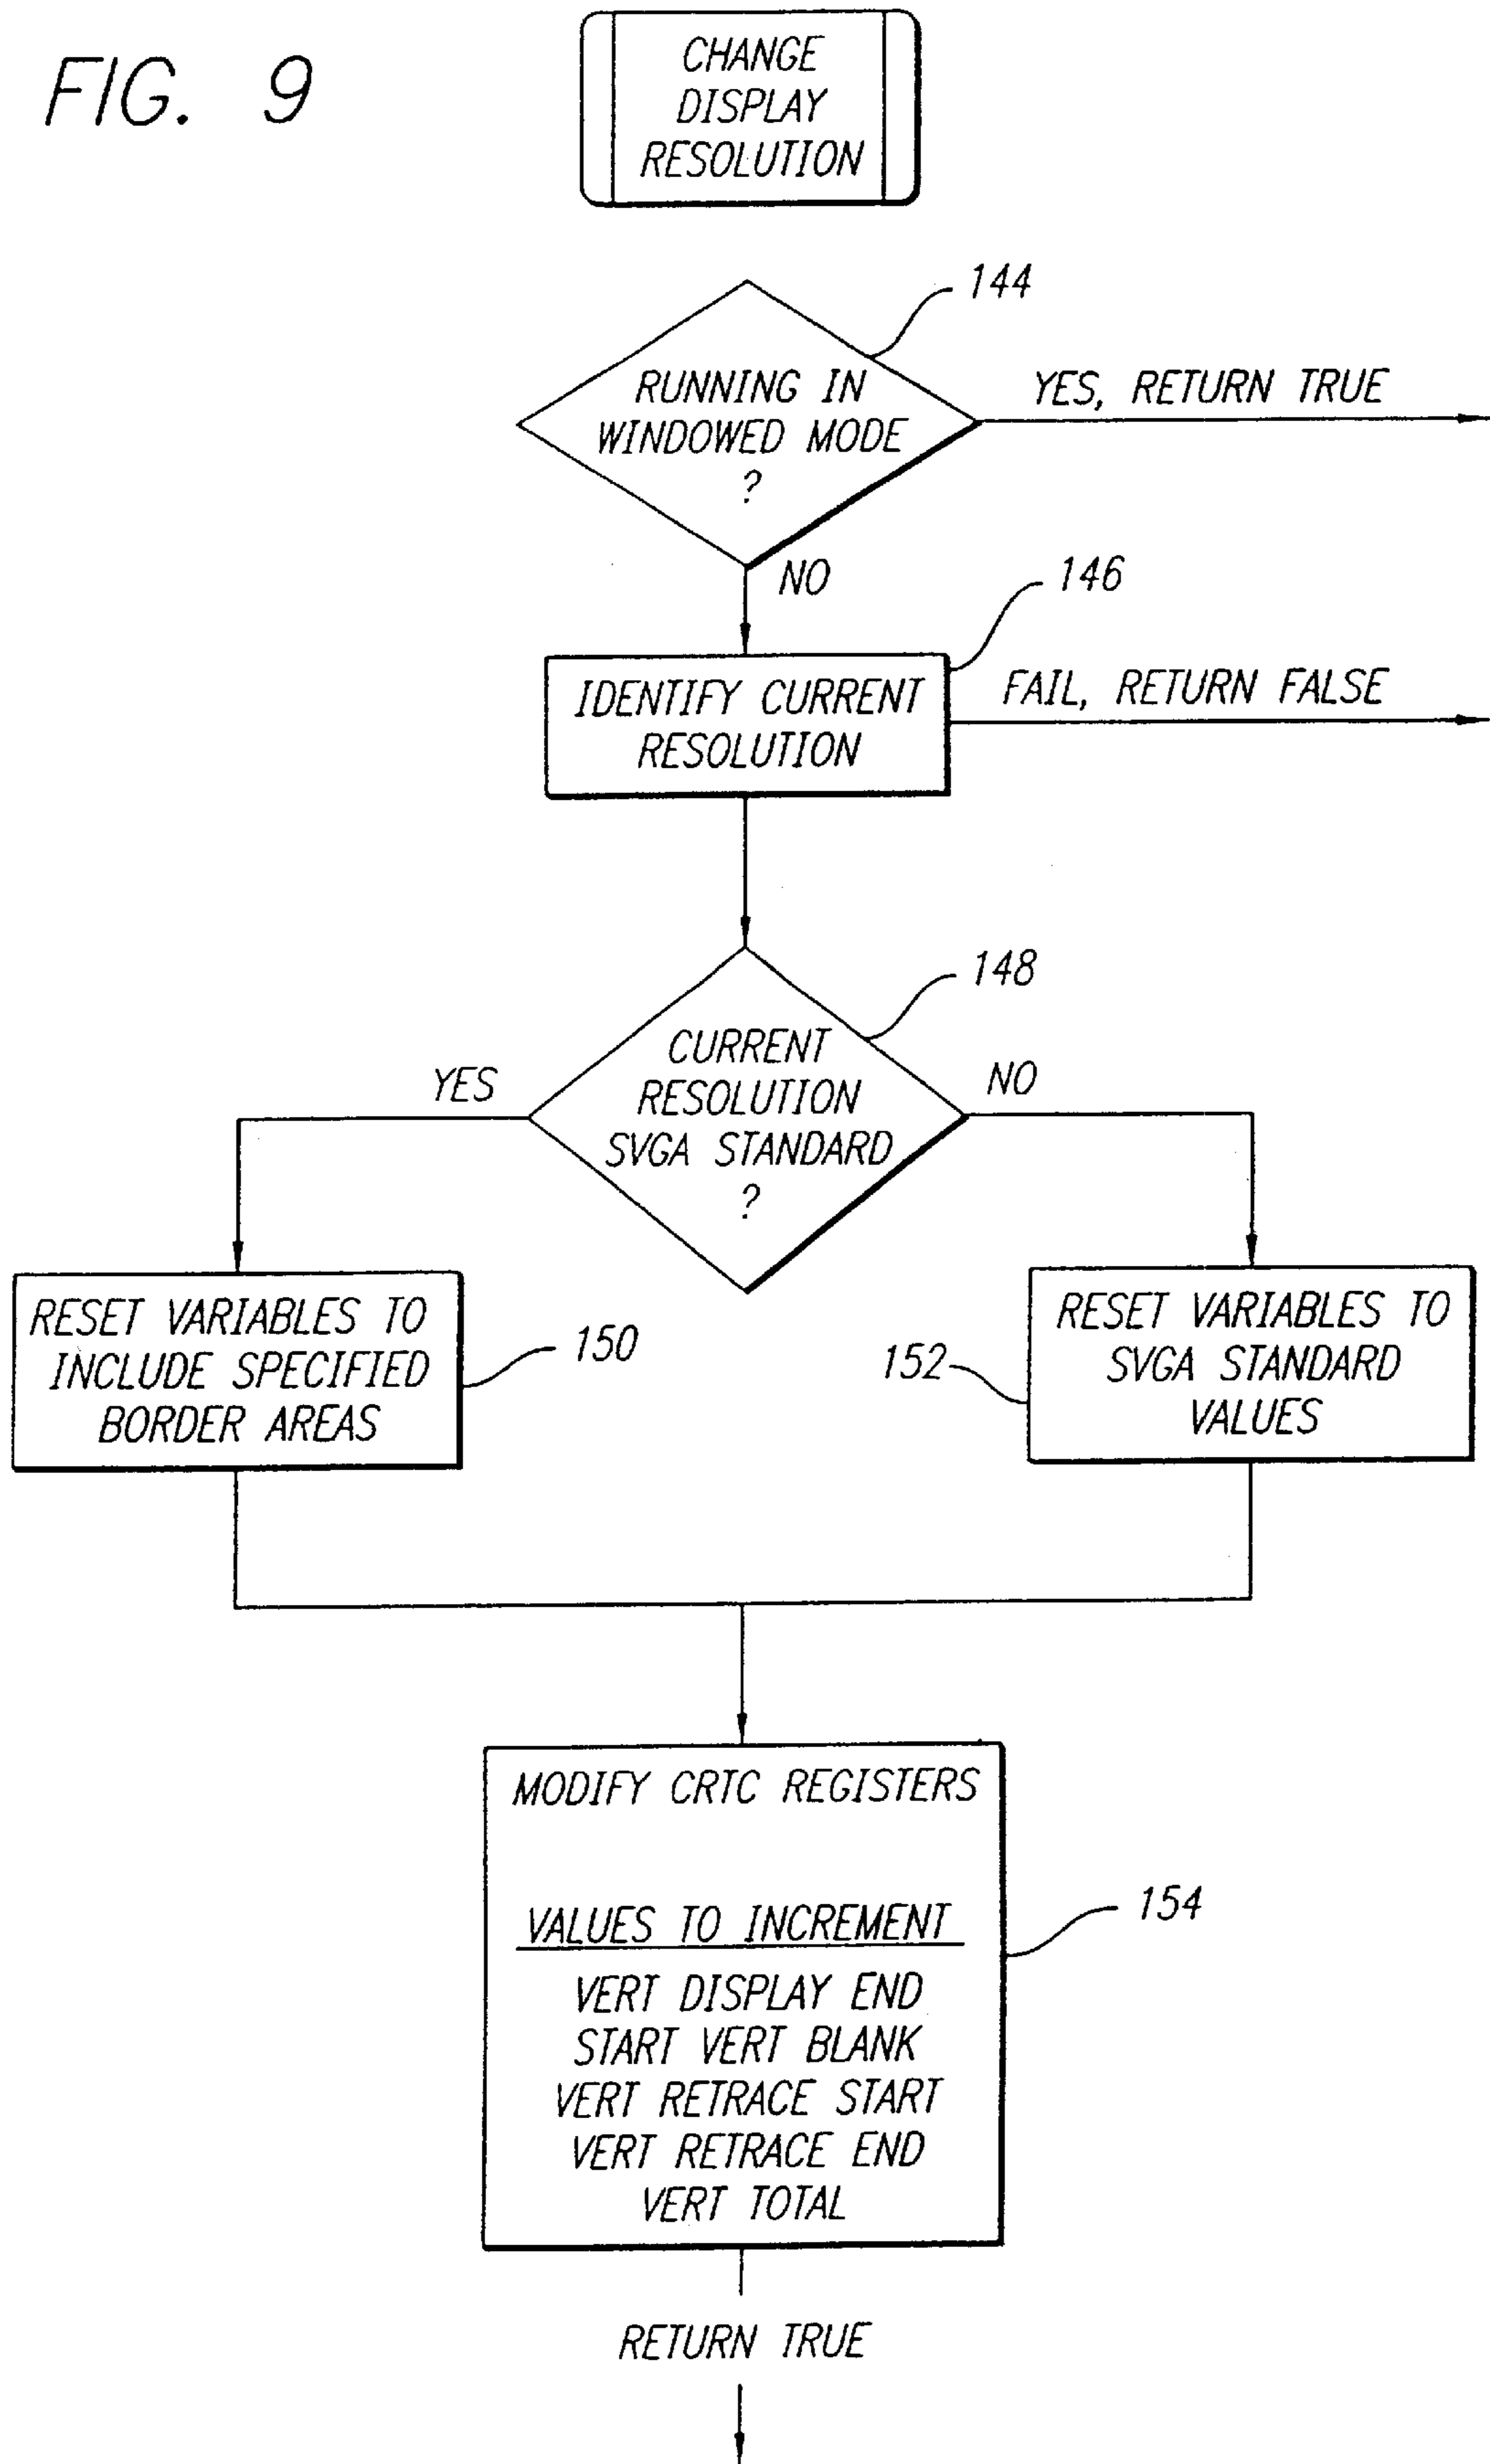 FIG. 9
CHANGE
DISPLAY
RESOLUTION
144
RUNNING IN
WINDOWED MODE
?
YES, RETURN TRUE
NO
146
IDENTIFY CURRENT
RESOLUTION
FAIL, RETURN FALSE
148
CURRENT
RESOLUTION
SVGA STANDARD
?
YES
NO
RESET VARIABLES TO
INCLUDE SPECIFIED
BORDER AREAS
150
152
RESET VARIABLES TO
SVGA STANDARD
VALUES
MODIFY CRTC REGISTERS
VALUES TO INCREMENT
VERT DISPLAY END
START VERT BLANK
VERT RETRACE START
VERT RETRACE END
VERT TOTAL
154
RETURN TRUE